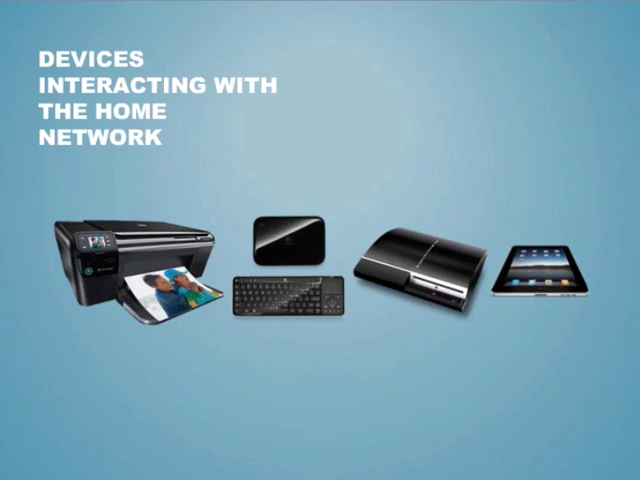 DEVICES
INTERACTING WITH
THE HOME
NETWORK